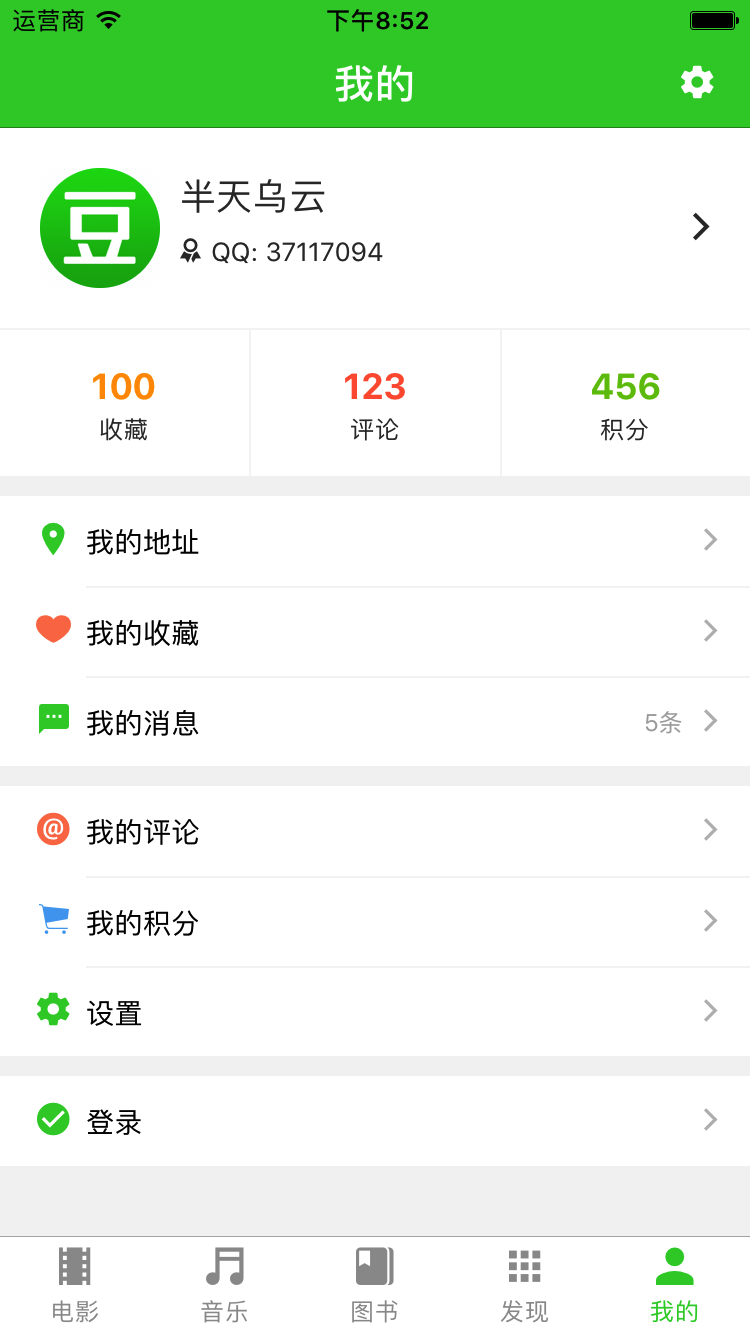 运营商 下午8:52
我的
豆
半天乌云
QQ: 37117094
100 123 456
收藏 评论 积分
我的地址
我的收藏
我的消息 5条
@ 我的评论
我的积分
设置
登录
电影 音乐 图书 发现 我的